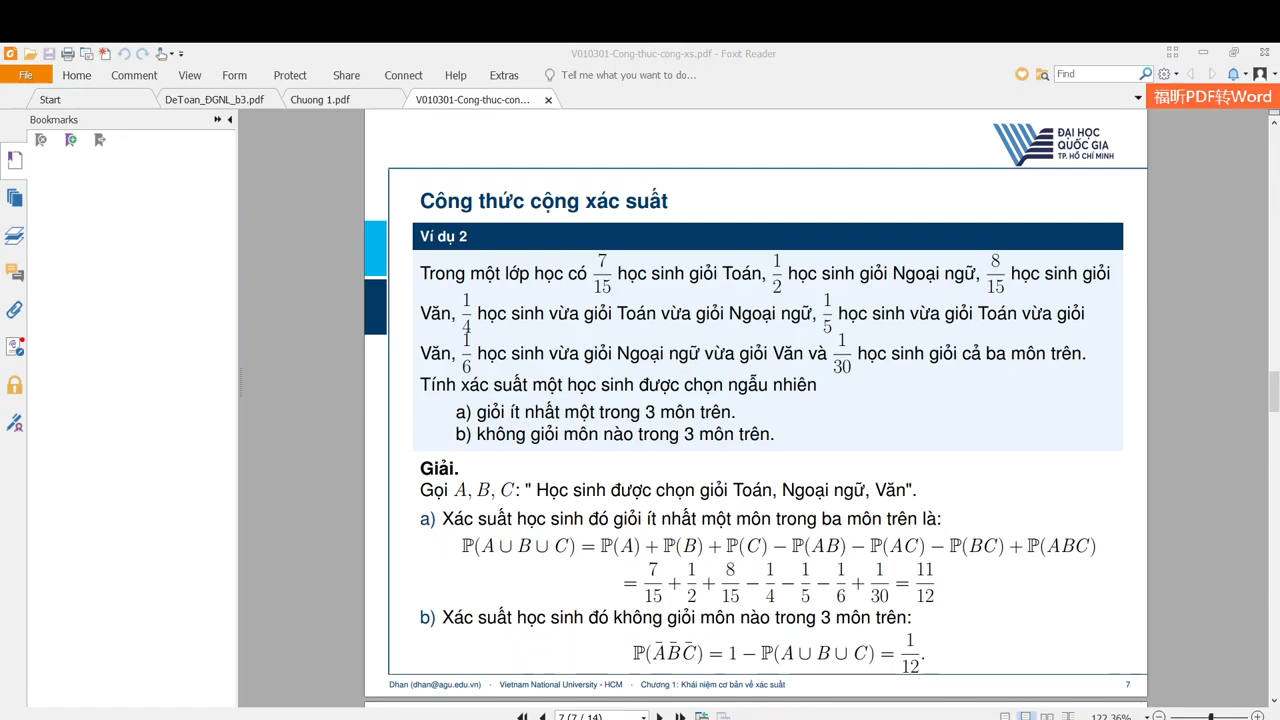 V010301-Cong-thuc-cong-xs.pdf - Foxit Reader
File Home Comment View Form Protect Share Connect Help Extras Tell me what you want to do... Find
Start DeToan_ĐGNL_b3.pdf Chuong 1.pdf V010301-Cong-thuc-con... 福昕PDF转Word
Bookmarks
ĐẠI HỌC
QUỐC GIA
TP. HỒ CHÍ MINH
Công thức cộng xác suất
Ví dụ 2
Trong một lớp học có 7/15 học sinh giỏi Toán, 1/2 học sinh giỏi Ngoại ngữ, 8/15 học sinh giỏi
Văn, 1/4 học sinh vừa giỏi Toán vừa giỏi Ngoại ngữ, 1/5 học sinh vừa giỏi Toán vừa giỏi
Văn, 1/6 học sinh vừa giỏi Ngoại ngữ vừa giỏi Văn và 1/30 học sinh giỏi cả ba môn trên.
Tính xác suất một học sinh được chọn ngẫu nhiên
a) giỏi ít nhất một trong 3 môn trên.
b) không giỏi môn nào trong 3 môn trên.
Giải.
Gọi A, B, C: " Học sinh được chọn giỏi Toán, Ngoại ngữ, Văn".
a) Xác suất học sinh đó giỏi ít nhất một môn trong ba môn trên là:
ℙ(A ∪ B ∪ C) = ℙ(A) + ℙ(B) + ℙ(C) − ℙ(AB) − ℙ(AC) − ℙ(BC) + ℙ(ABC)
= 7/15 + 1/2 + 8/15 − 1/4 − 1/5 − 1/6 + 1/30 = 11/12
b) Xác suất học sinh đó không giỏi môn nào trong 3 môn trên:
ℙ(ĀB̄C̄) = 1 − ℙ(A ∪ B ∪ C) = 1/12.
Dhan (dhan@agu.edu.vn) · Vietnam National University - HCM · Chương 1: Khái niệm cơ bản về xác suất 7
7 (7 / 14) 122.36%